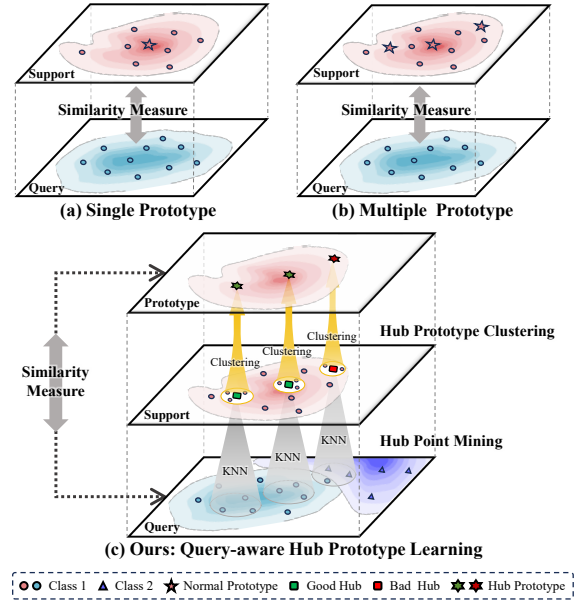 Support
Similarity Measure
Query
(a) Single Prototype
Support
Similarity Measure
Query
(b) Multiple Prototype
Prototype
Hub Prototype Clustering
Clustering
Clustering
Clustering
Similarity
Measure
Support
Hub Point Mining
KNN
KNN
KNN
Query
(c) Ours: Query-aware Hub Prototype Learning
Class 1 Class 2 Normal Prototype Good Hub Bad Hub Hub Prototype